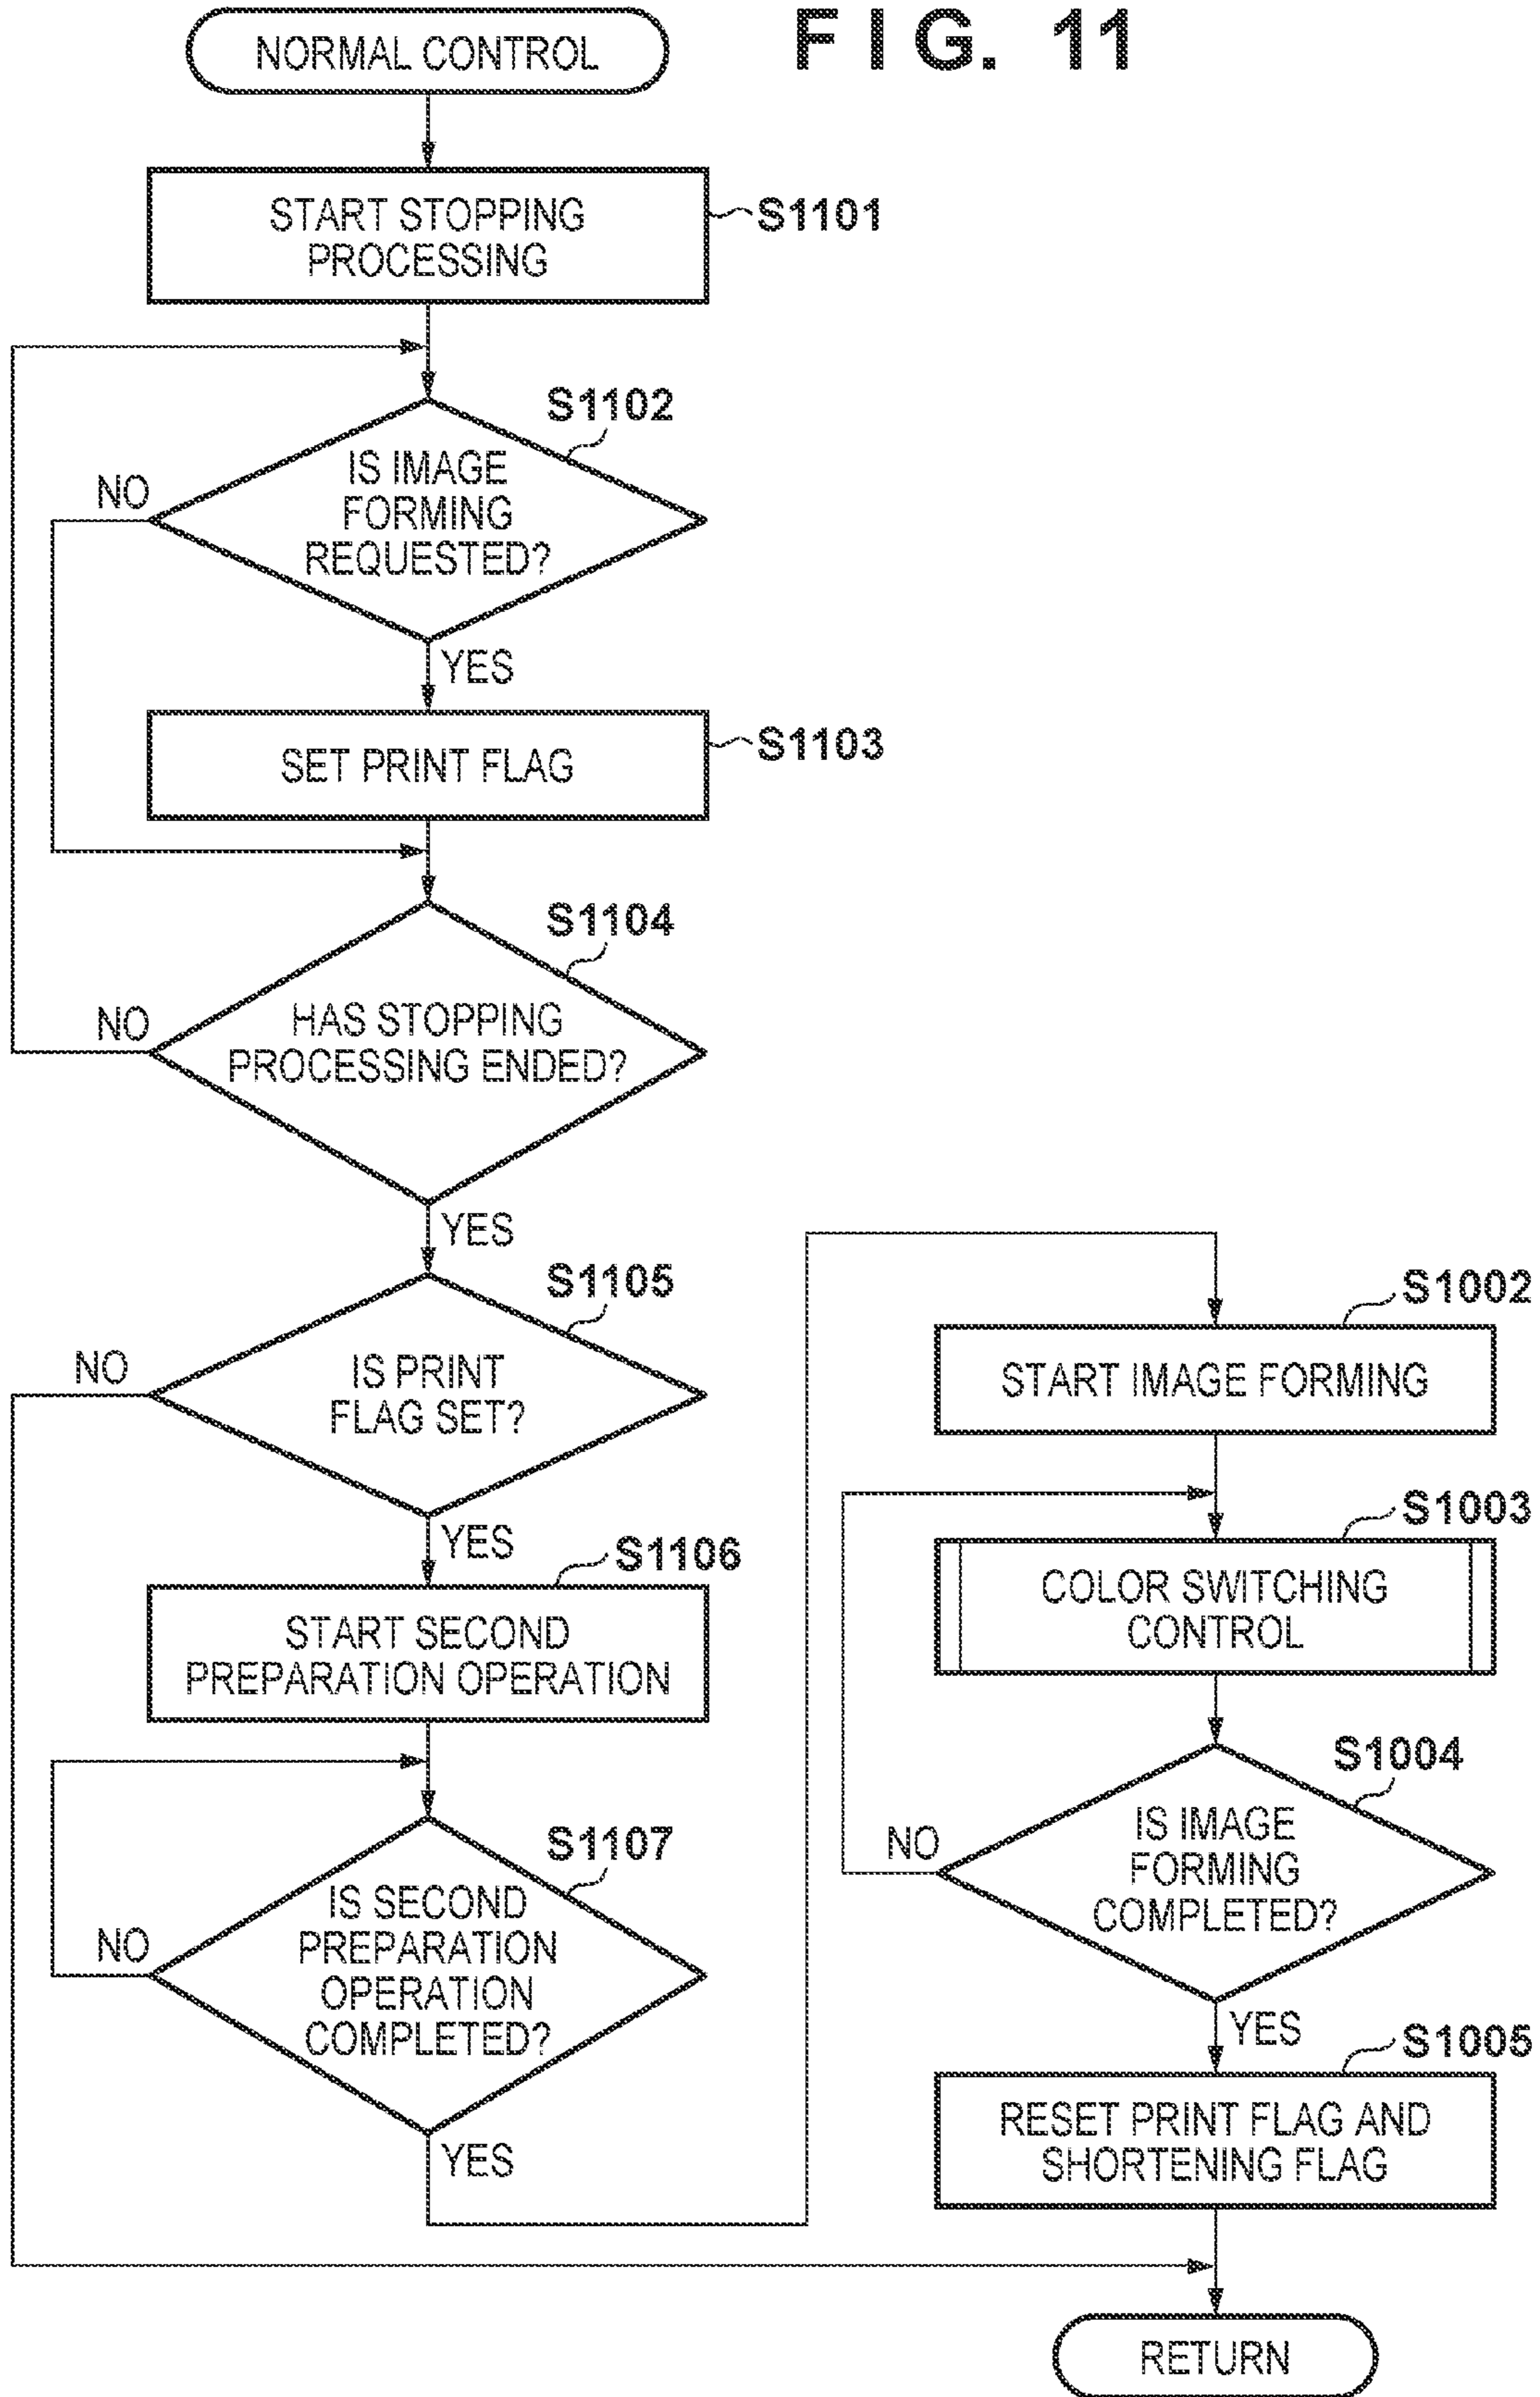 FIG. 11
NORMAL CONTROL
START STOPPING
PROCESSING
S1101
S1102
IS IMAGE
FORMING
REQUESTED?
NO
YES
SET PRINT FLAG
S1103
S1104
HAS STOPPING
PROCESSING ENDED?
NO
YES
S1105
IS PRINT
FLAG SET?
NO
YES
S1106
START SECOND
PREPARATION OPERATION
S1107
IS SECOND
PREPARATION
OPERATION
COMPLETED?
NO
YES
S1002
START IMAGE FORMING
S1003
COLOR SWITCHING
CONTROL
S1004
IS IMAGE
FORMING
COMPLETED?
NO
YES
S1005
RESET PRINT FLAG AND
SHORTENING FLAG
RETURN